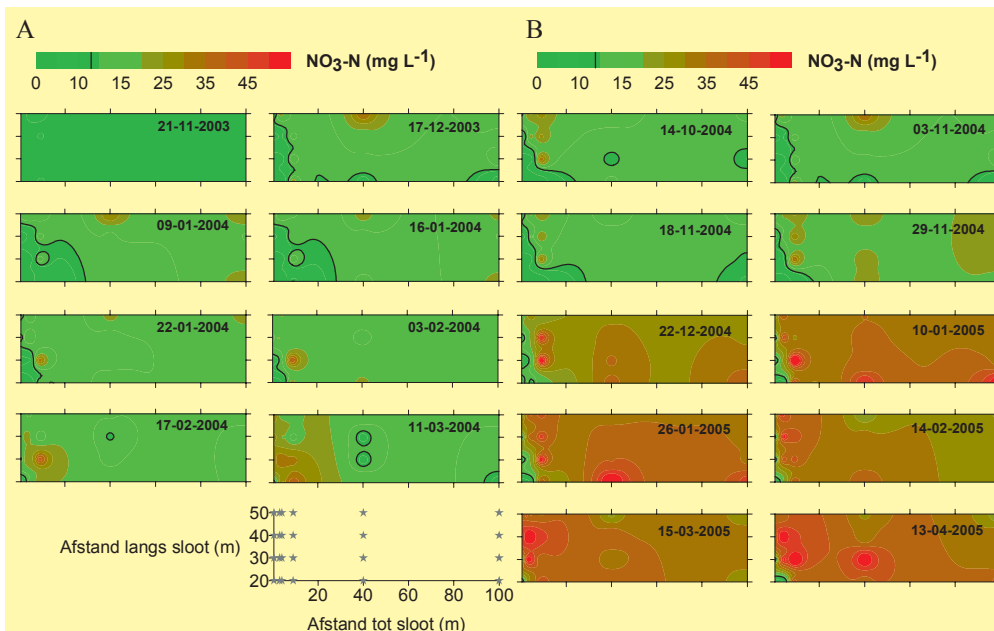 A
B
NO3-N (mg L-1)
0 10 15 25 35 45
NO3-N (mg L-1)
0 10 15 25 35 45
21-11-2003
17-12-2003
14-10-2004
03-11-2004
09-01-2004
16-01-2004
18-11-2004
29-11-2004
22-01-2004
03-02-2004
22-12-2004
10-01-2005
17-02-2004
11-03-2004
26-01-2005
14-02-2005
15-03-2005
13-04-2005
50
40
30
20
Afstand langs sloot (m)
20 40 60 80 100
Afstand tot sloot (m)